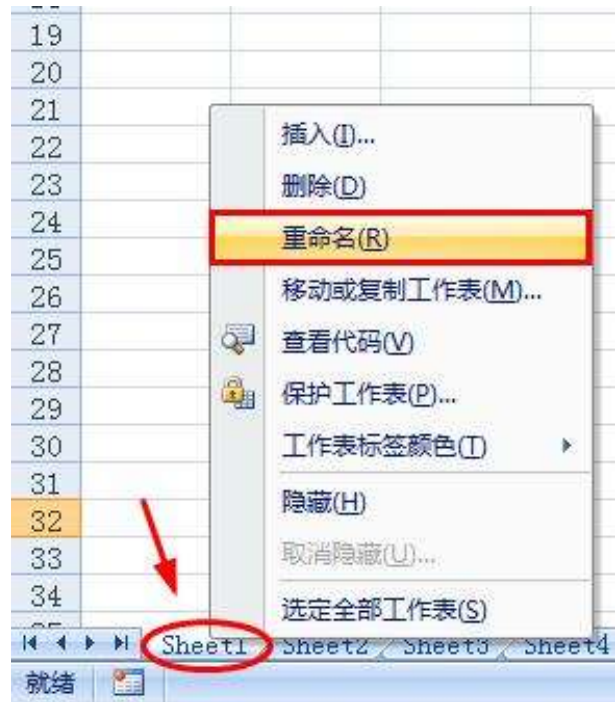 19
20
21
22
23
24
25
26
27
28
29
30
31
32
33
34
插入(I)...
删除(D)
重命名(R)
移动或复制工作表(M)...
查看代码(V)
保护工作表(P)...
工作表标签颜色(T)
隐藏(H)
取消隐藏(U)...
选定全部工作表(S)
Sheet1 Sheet2 Sheet3 Sheet4
就绪